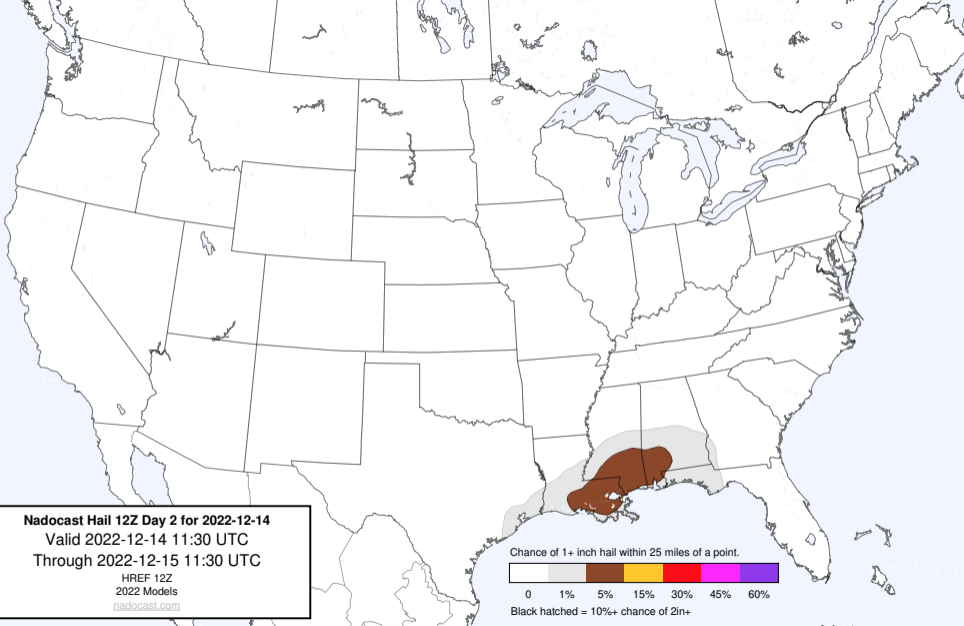 Nadocast Hail 12Z Day 2 for 2022-12-14
Valid 2022-12-14 11:30 UTC
Through 2022-12-15 11:30 UTC
HREF 12Z
2022 Models
nadocast.com
Chance of 1+ inch hail within 25 miles of a point.
0 1% 5% 15% 30% 45% 60%
Black hatched = 10%+ chance of 2in+